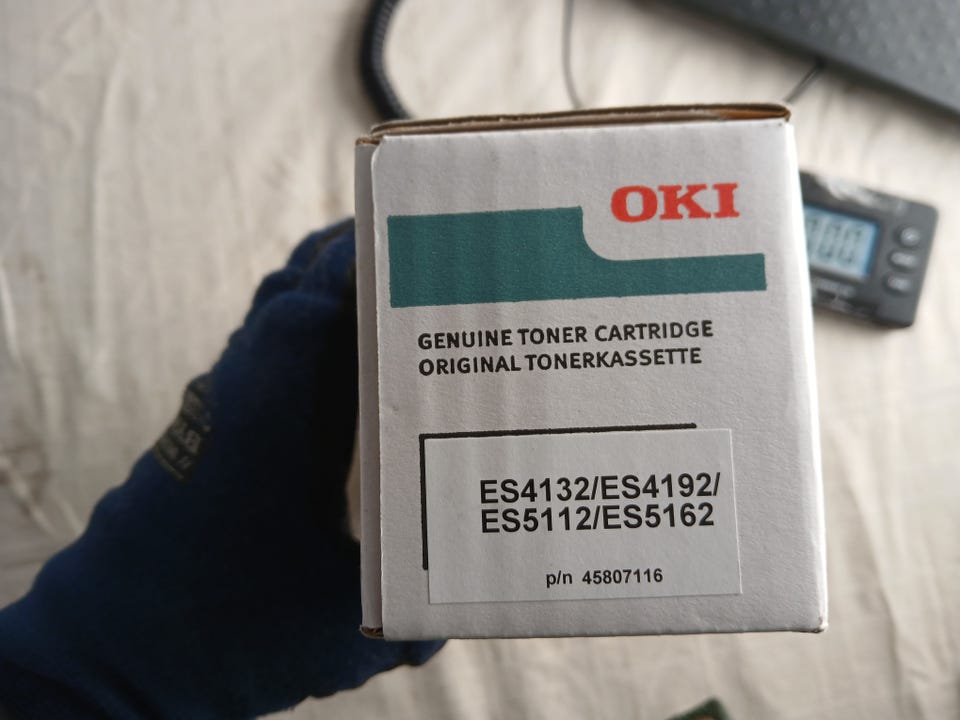 OKI
GENUINE TONER CARTRIDGE
ORIGINAL TONERKASSETTE
ES4132/ES4192/
ES5112/ES5162
p/n 45807116